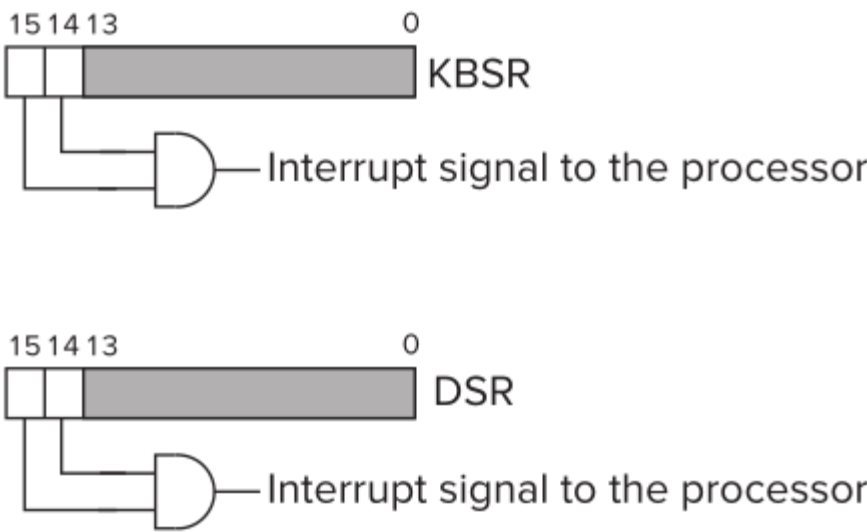 15 14 13 0
KBSR
Interrupt signal to the processor
15 14 13 0
DSR
Interrupt signal to the processor